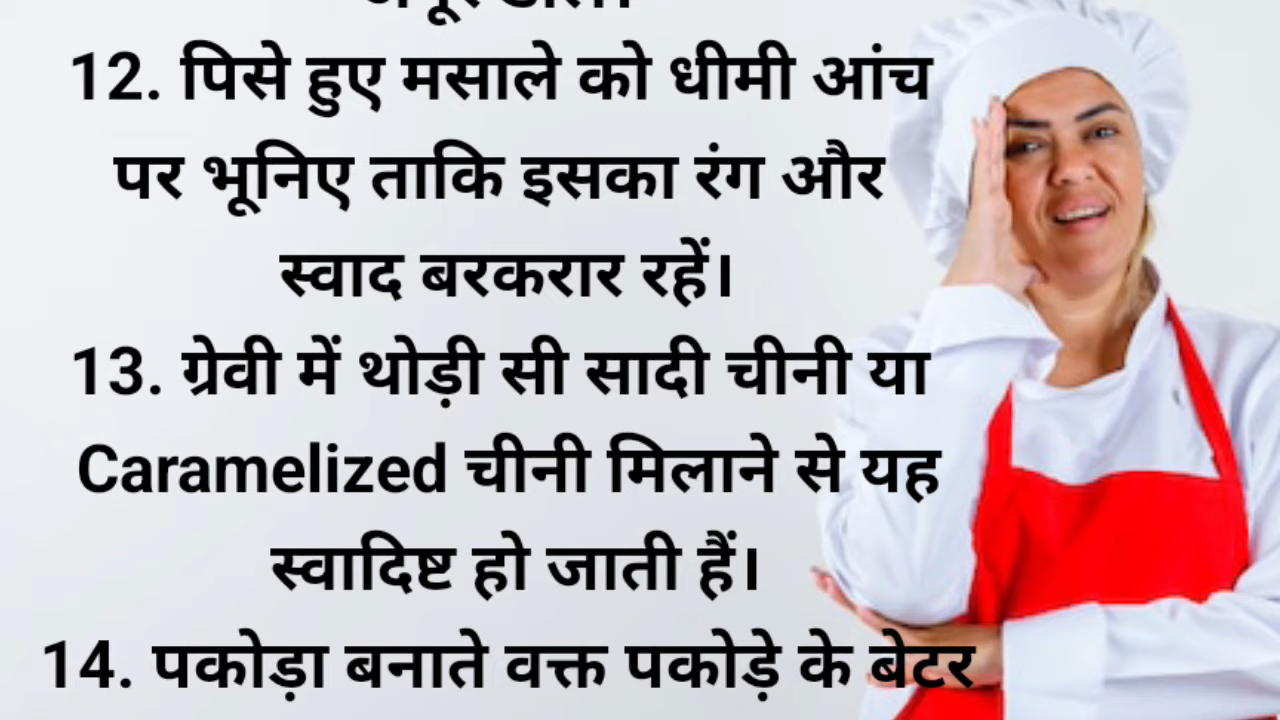 12. पिसे हुए मसाले को धीमी आंच
पर भूनिए ताकि इसका रंग और
स्वाद बरकरार रहें।
13. ग्रेवी में थोड़ी सी सादी चीनी या
Caramelized चीनी मिलाने से यह
स्वादिष्ट हो जाती हैं।
14. पकोड़ा बनाते वक्त पकोड़े के बेटर